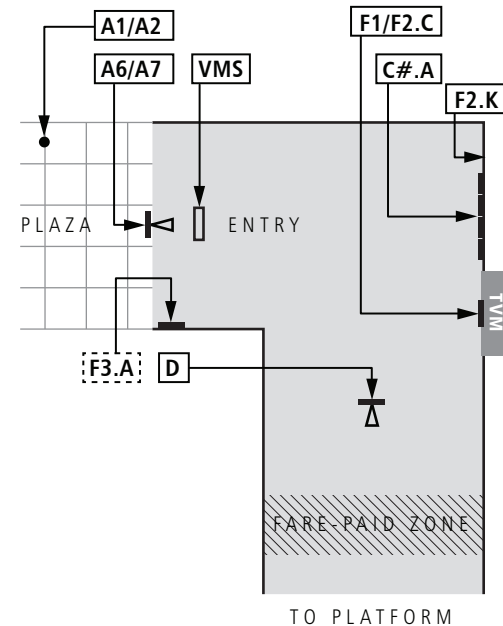 A1/A2
F1/F2.C
A6/A7
VMS
C#.A
F2.K
PLAZA
ENTRY
TVM
F3.A
D
FARE-PAID ZONE
TO PLATFORM